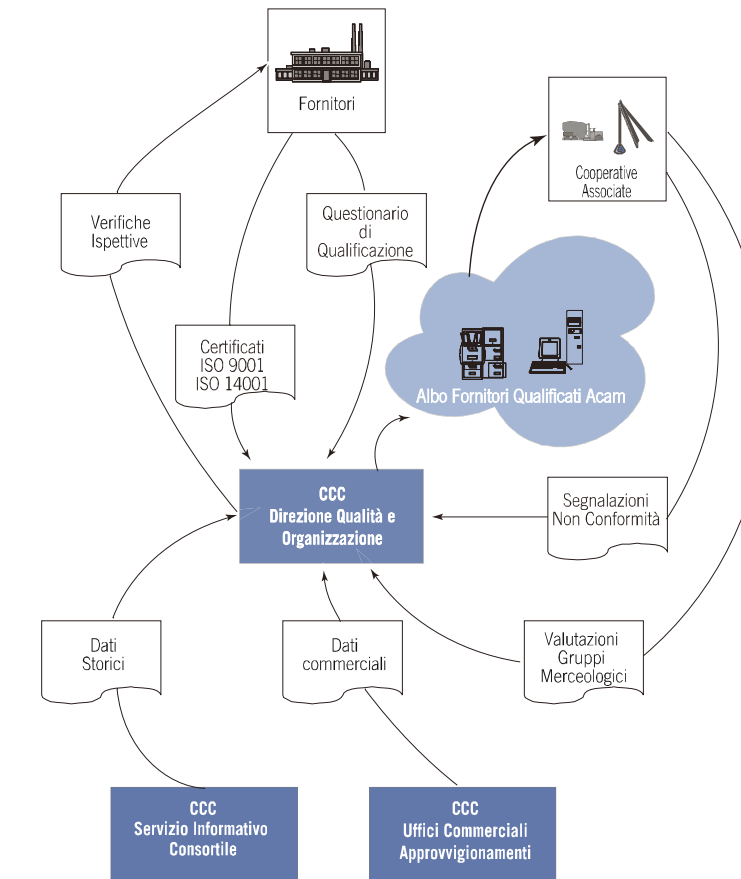 Fornitori
Cooperative
Associate
Verifiche
Ispettive
Questionario
di
Qualificazione
Certificati
ISO 9001
ISO 14001
Albo Fornitori Qualificati Acam
CCC
Direzione Qualità e
Organizzazione
Segnalazioni
Non Conformità
Dati
Storici
Dati
commerciali
Valutazioni
Gruppi
Merceologici
CCC
Servizio Informativo
Consortile
CCC
Uffici Commerciali
Approvvigionamenti